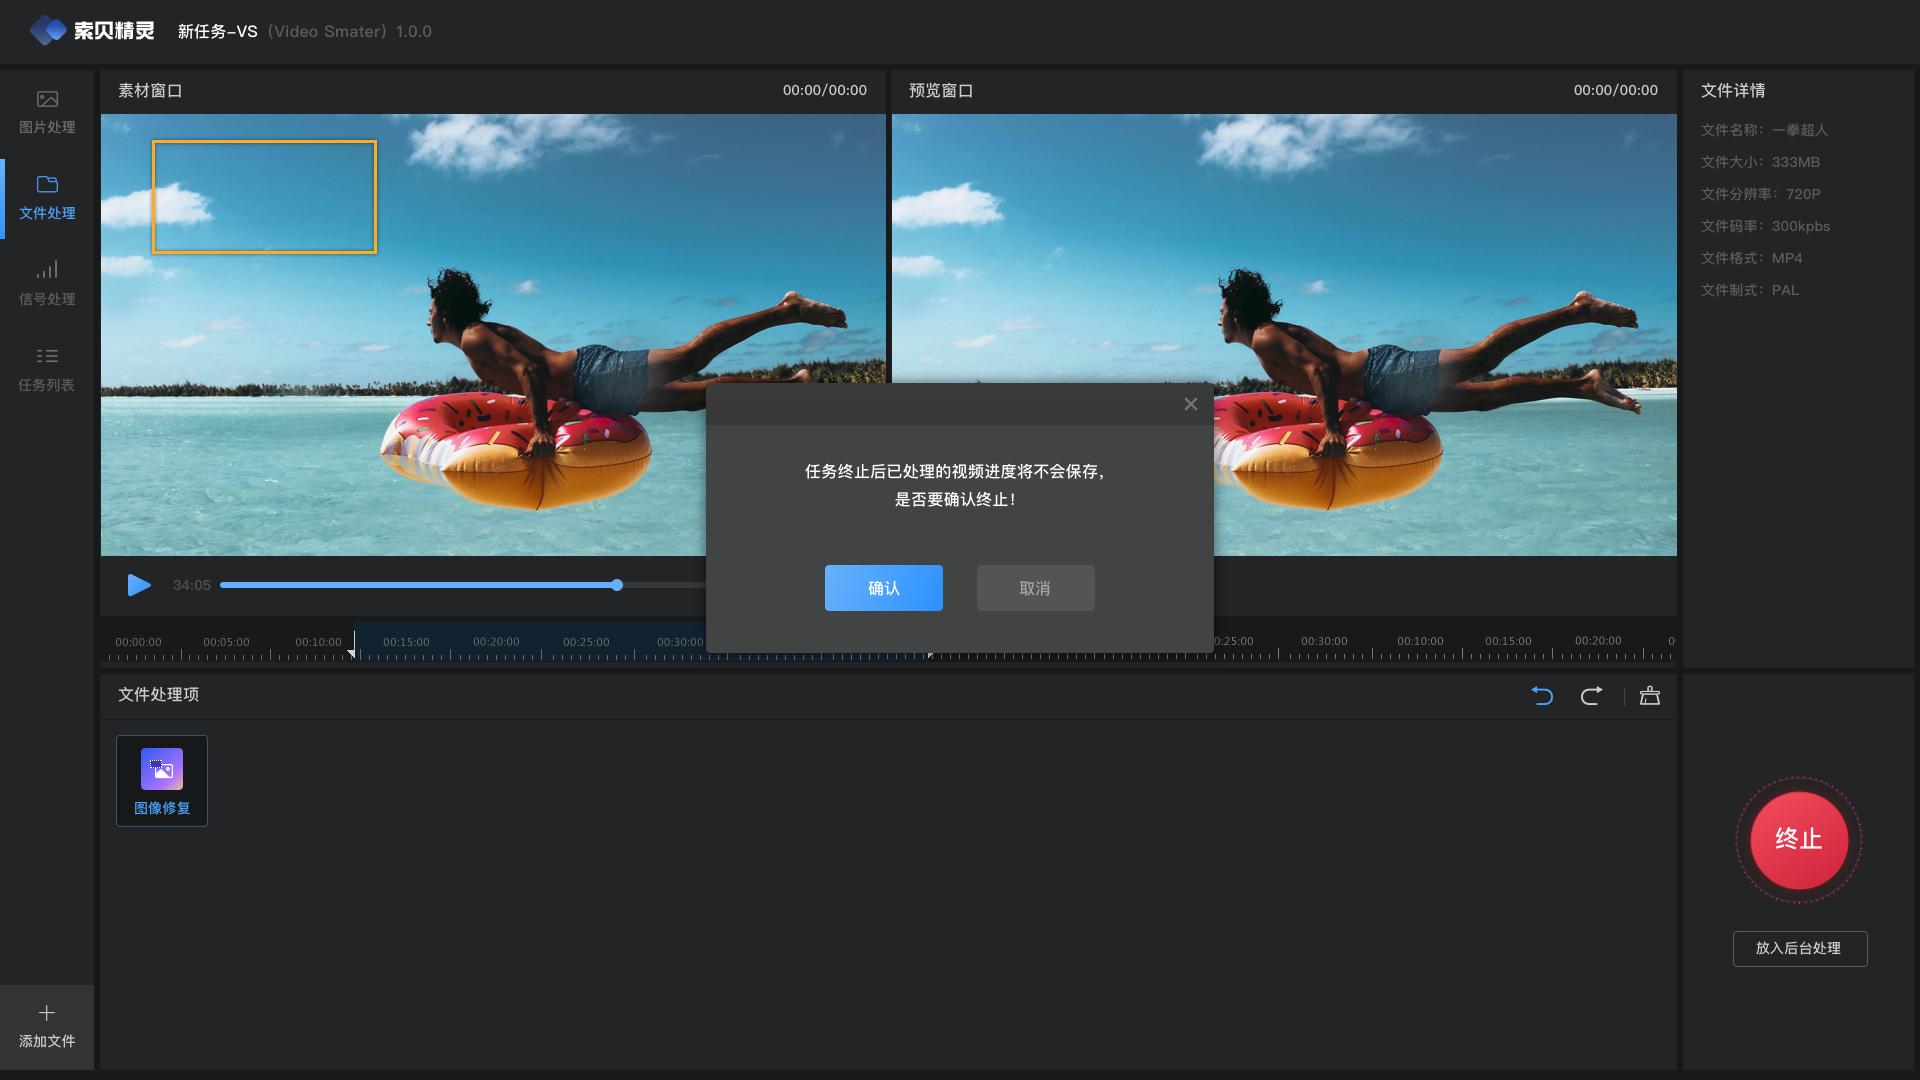 索贝精灵 新任务-VS（Video Smater）1.0.0
图片处理
文件处理
信号处理
任务列表
添加文件
素材窗口 00:00/00:00
预览窗口 00:00/00:00
文件详情
文件名称：一拳超人
文件大小：333MB
文件分辨率：720P
文件码率：300kpbs
文件格式：MP4
文件制式：PAL
任务终止后已处理的视频进度将不会保存，
是否要确认终止！
确认 取消
34:05
00:00:00 00:05:00 00:10:00 00:15:00 00:20:00 00:25:00 00:30:00 0:25:00 00:30:00 00:10:00 00:15:00 00:20:00 0
文件处理项
图像修复
终止
放入后台处理